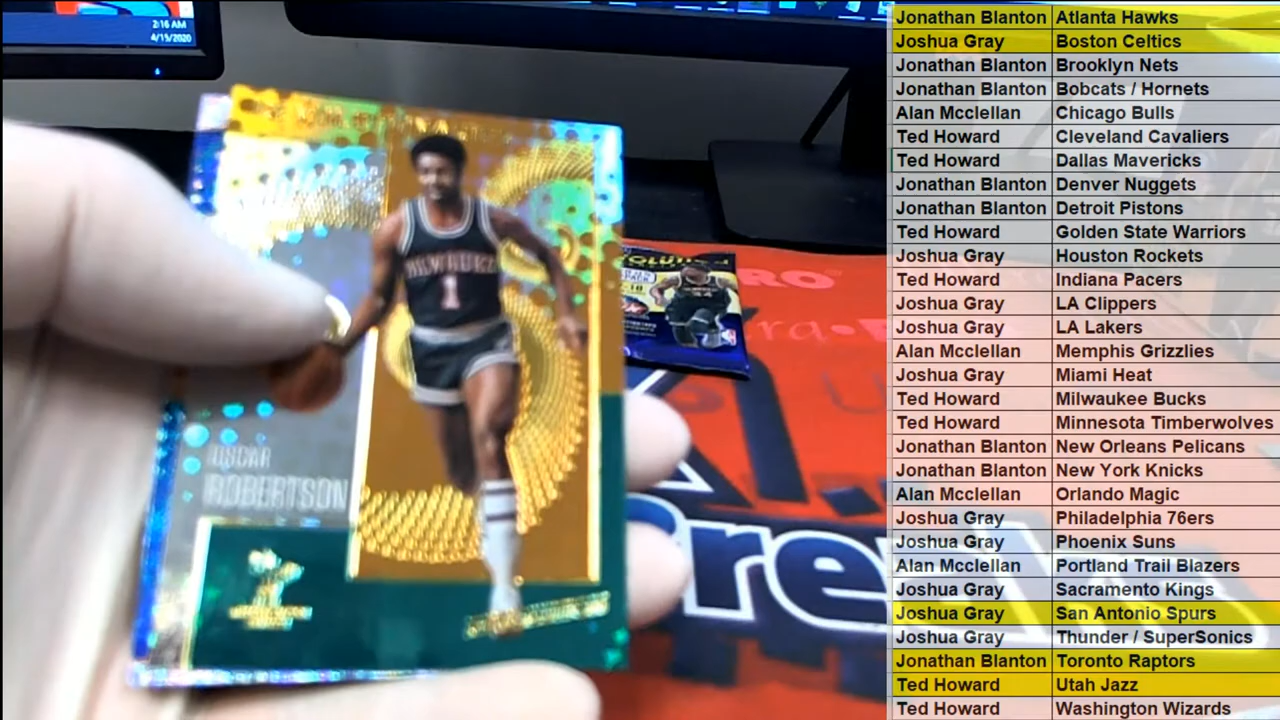 2:16 AM
4/15/2020
MILWAUKEE
1
OSCAR
ROBERTSON
34
RO
Jonathan Blanton Atlanta Hawks
Joshua Gray Boston Celtics
Jonathan Blanton Brooklyn Nets
Jonathan Blanton Bobcats / Hornets
Alan Mcclellan Chicago Bulls
Ted Howard Cleveland Cavaliers
Ted Howard Dallas Mavericks
Jonathan Blanton Denver Nuggets
Jonathan Blanton Detroit Pistons
Ted Howard Golden State Warriors
Joshua Gray Houston Rockets
Ted Howard Indiana Pacers
Joshua Gray LA Clippers
Joshua Gray LA Lakers
Alan Mcclellan Memphis Grizzlies
Joshua Gray Miami Heat
Ted Howard Milwaukee Bucks
Ted Howard Minnesota Timberwolves
Jonathan Blanton New Orleans Pelicans
Jonathan Blanton New York Knicks
Alan Mcclellan Orlando Magic
Joshua Gray Philadelphia 76ers
Joshua Gray Phoenix Suns
Alan Mcclellan Portland Trail Blazers
Joshua Gray Sacramento Kings
Joshua Gray San Antonio Spurs
Joshua Gray Thunder / SuperSonics
Jonathan Blanton Toronto Raptors
Ted Howard Utah Jazz
Ted Howard Washington Wizards